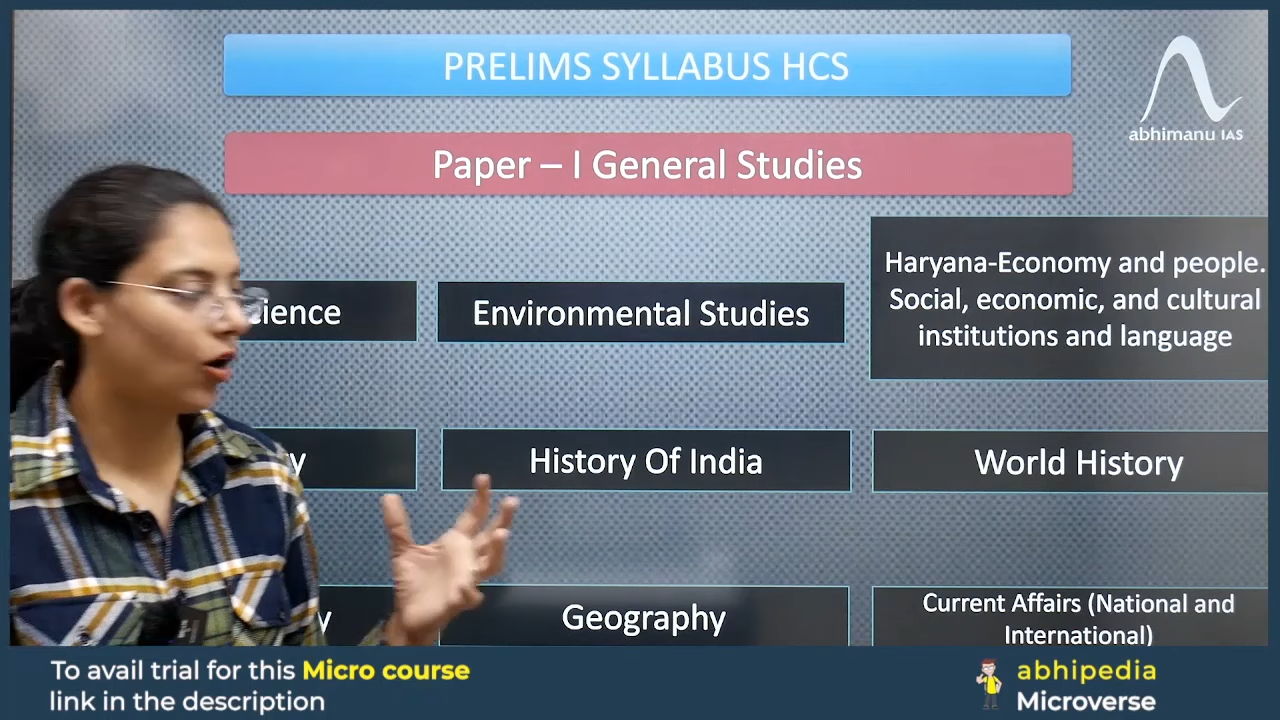 PRELIMS SYLLABUS HCS
abhimanu IAS
Paper – I General Studies
Environmental Studies
Haryana-Economy and people.
Social, economic, and cultural
institutions and language
History Of India
World History
Geography
Current Affairs (National and
International)
To avail trial for this Micro course
link in the description
abhipedia
Microverse